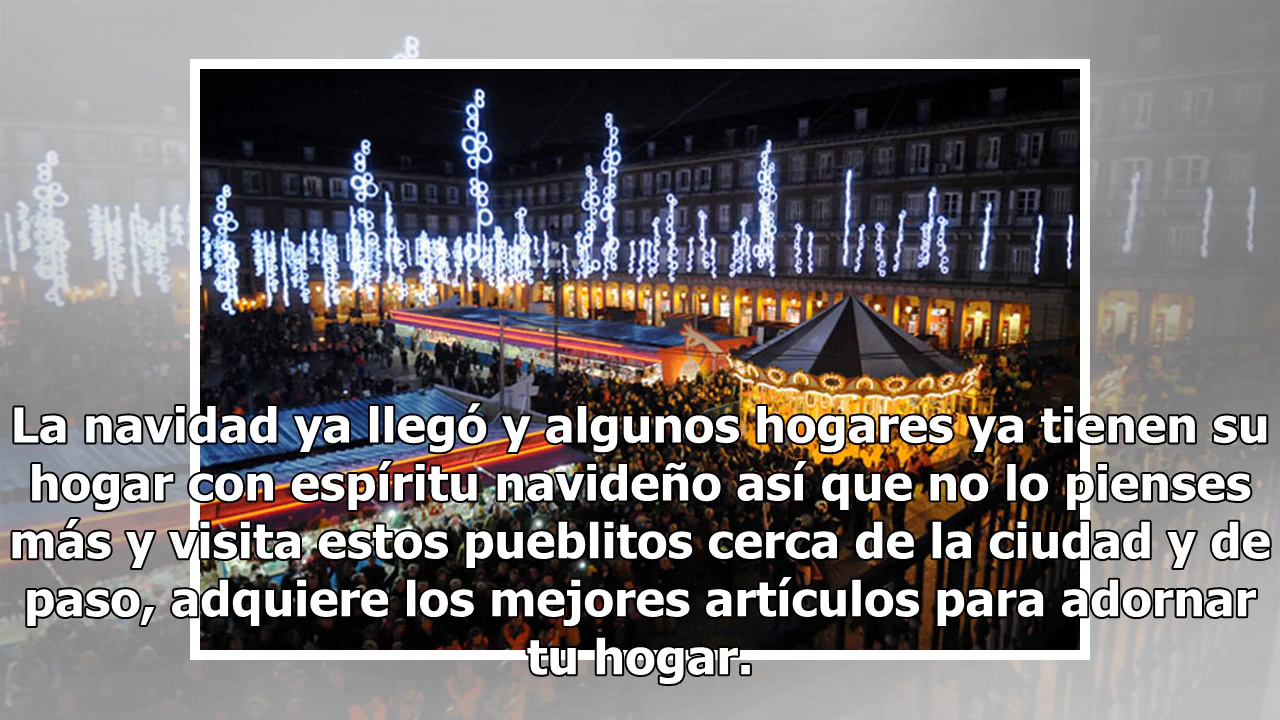 La navidad ya llegó y algunos hogares ya tienen su
hogar con espíritu navideño así que no lo pienses
más y visita estos pueblitos cerca de la ciudad y de
paso, adquiere los mejores artículos para adornar
tu hogar.